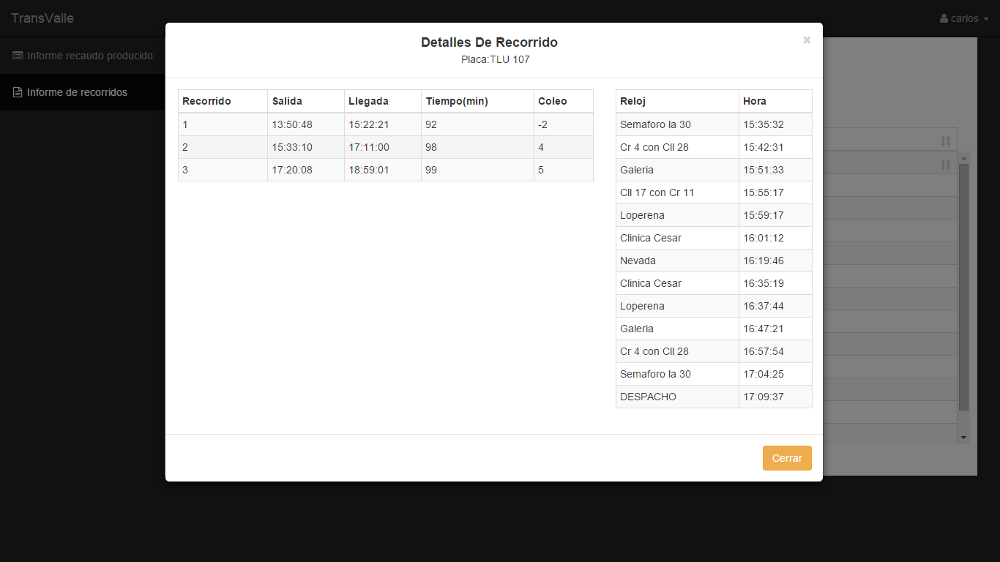 TransValle
carlos
Informe recaudo producido
Informe de recorridos
Detalles De Recorrido
×
Placa:TLU 107
Recorrido Salida Llegada Tiempo(min) Coleo
1 13:50:48 15:22:21 92 -2
2 15:33:10 17:11:00 98 4
3 17:20:08 18:59:01 99 5
Reloj Hora
Semaforo la 30 15:35:32
Cr 4 con Cll 28 15:42:31
Galeria 15:51:33
Cll 17 con Cr 11 15:55:17
Loperena 15:59:17
Clinica Cesar 16:01:12
Nevada 16:19:46
Clinica Cesar 16:35:19
Loperena 16:37:44
Galeria 16:47:21
Cr 4 con Cll 28 16:57:54
Semaforo la 30 17:04:25
DESPACHO 17:09:37
Cerrar